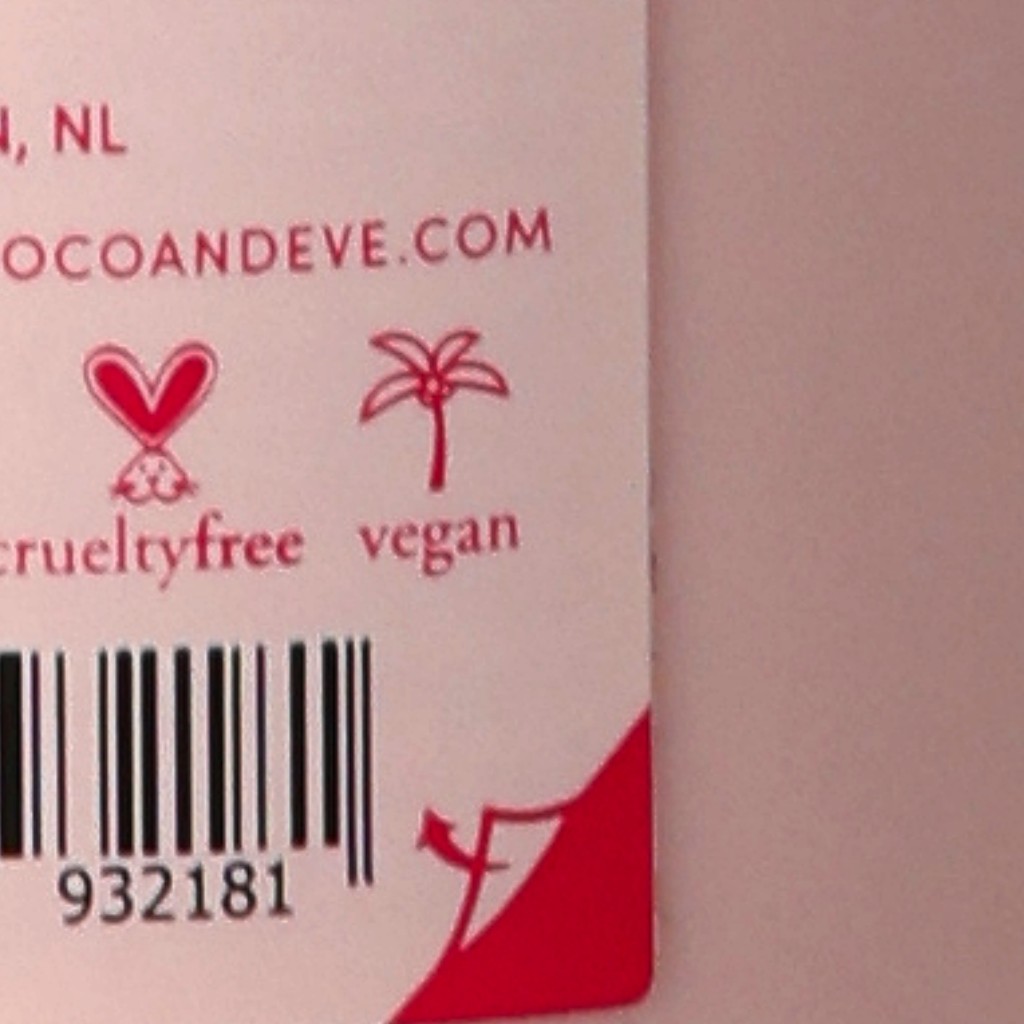 N, NL
OCOANDEVE.COM
crueltyfree vegan
932181